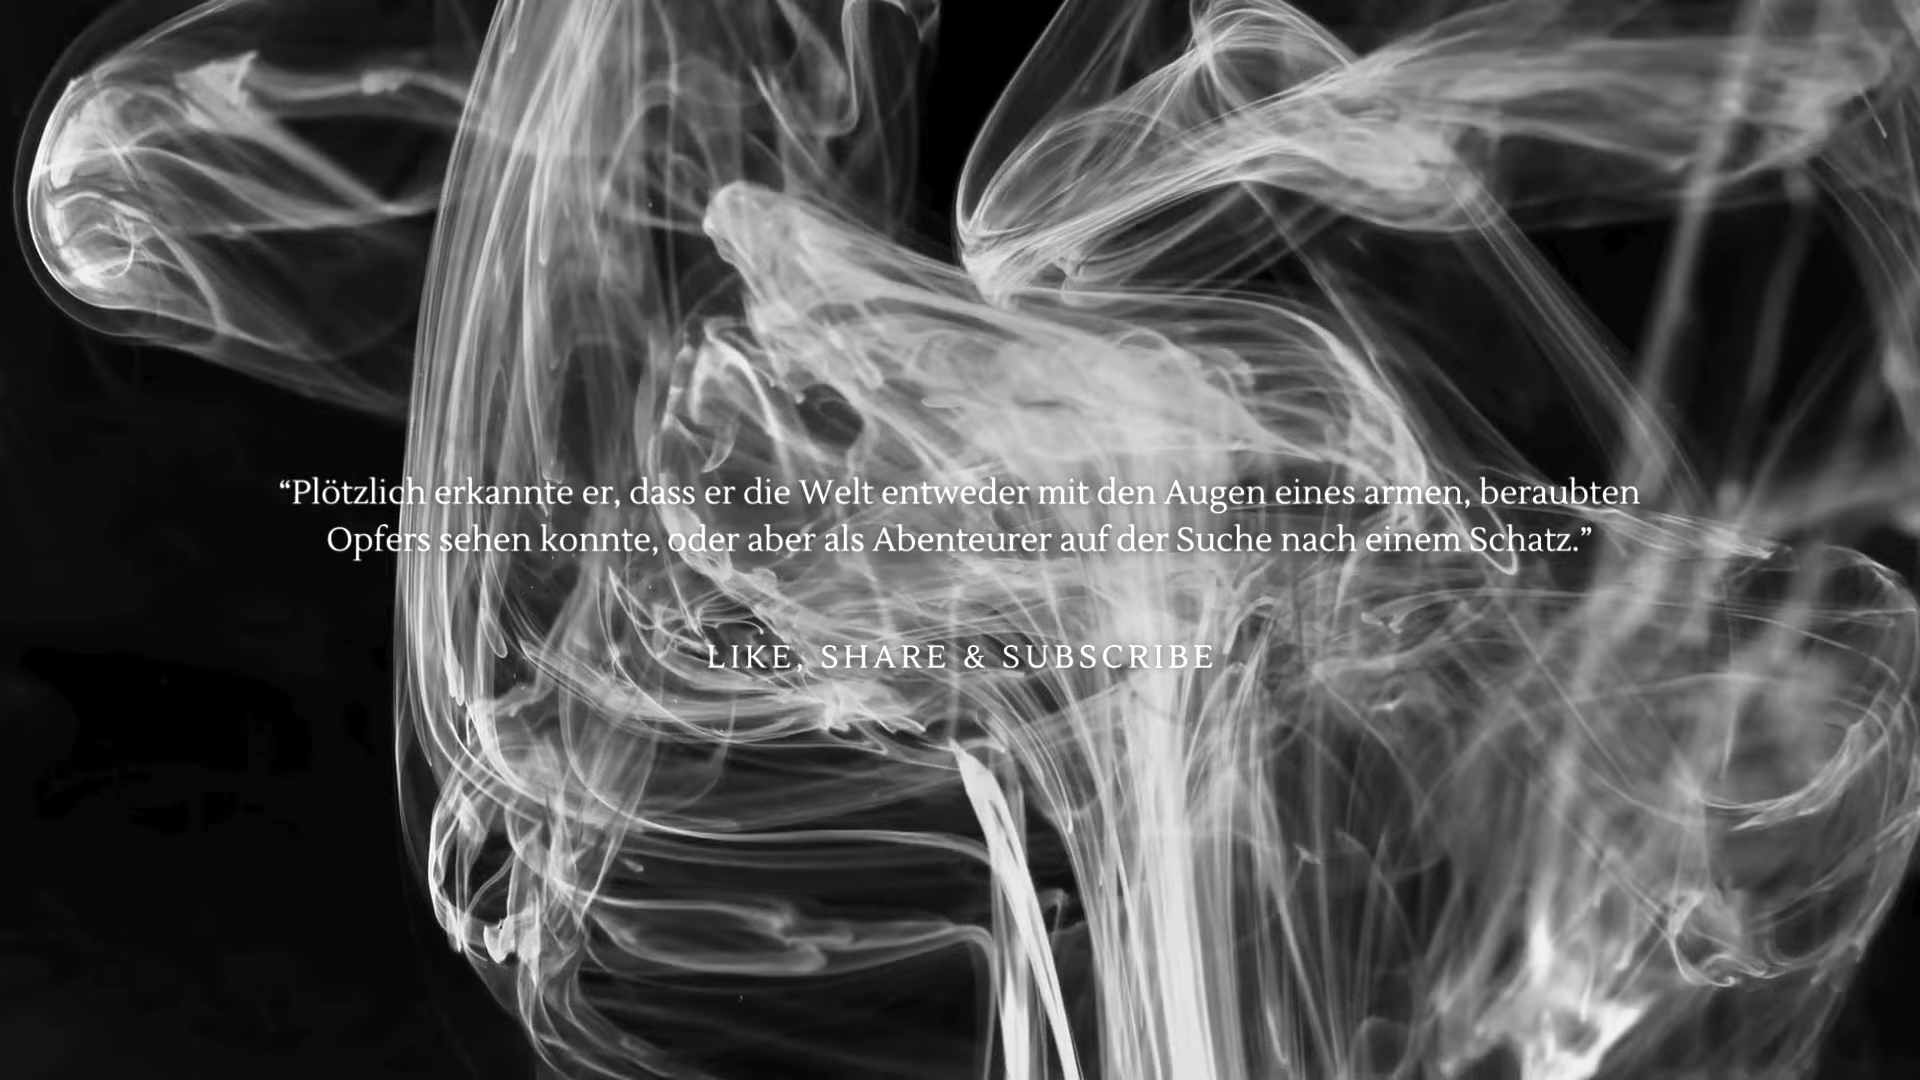 “Plötzlich erkannte er, dass er die Welt entweder mit den Augen eines armen, beraubten
Opfers sehen konnte, oder aber als Abenteurer auf der Suche nach einem Schatz.”
LIKE, SHARE & SUBSCRIBE